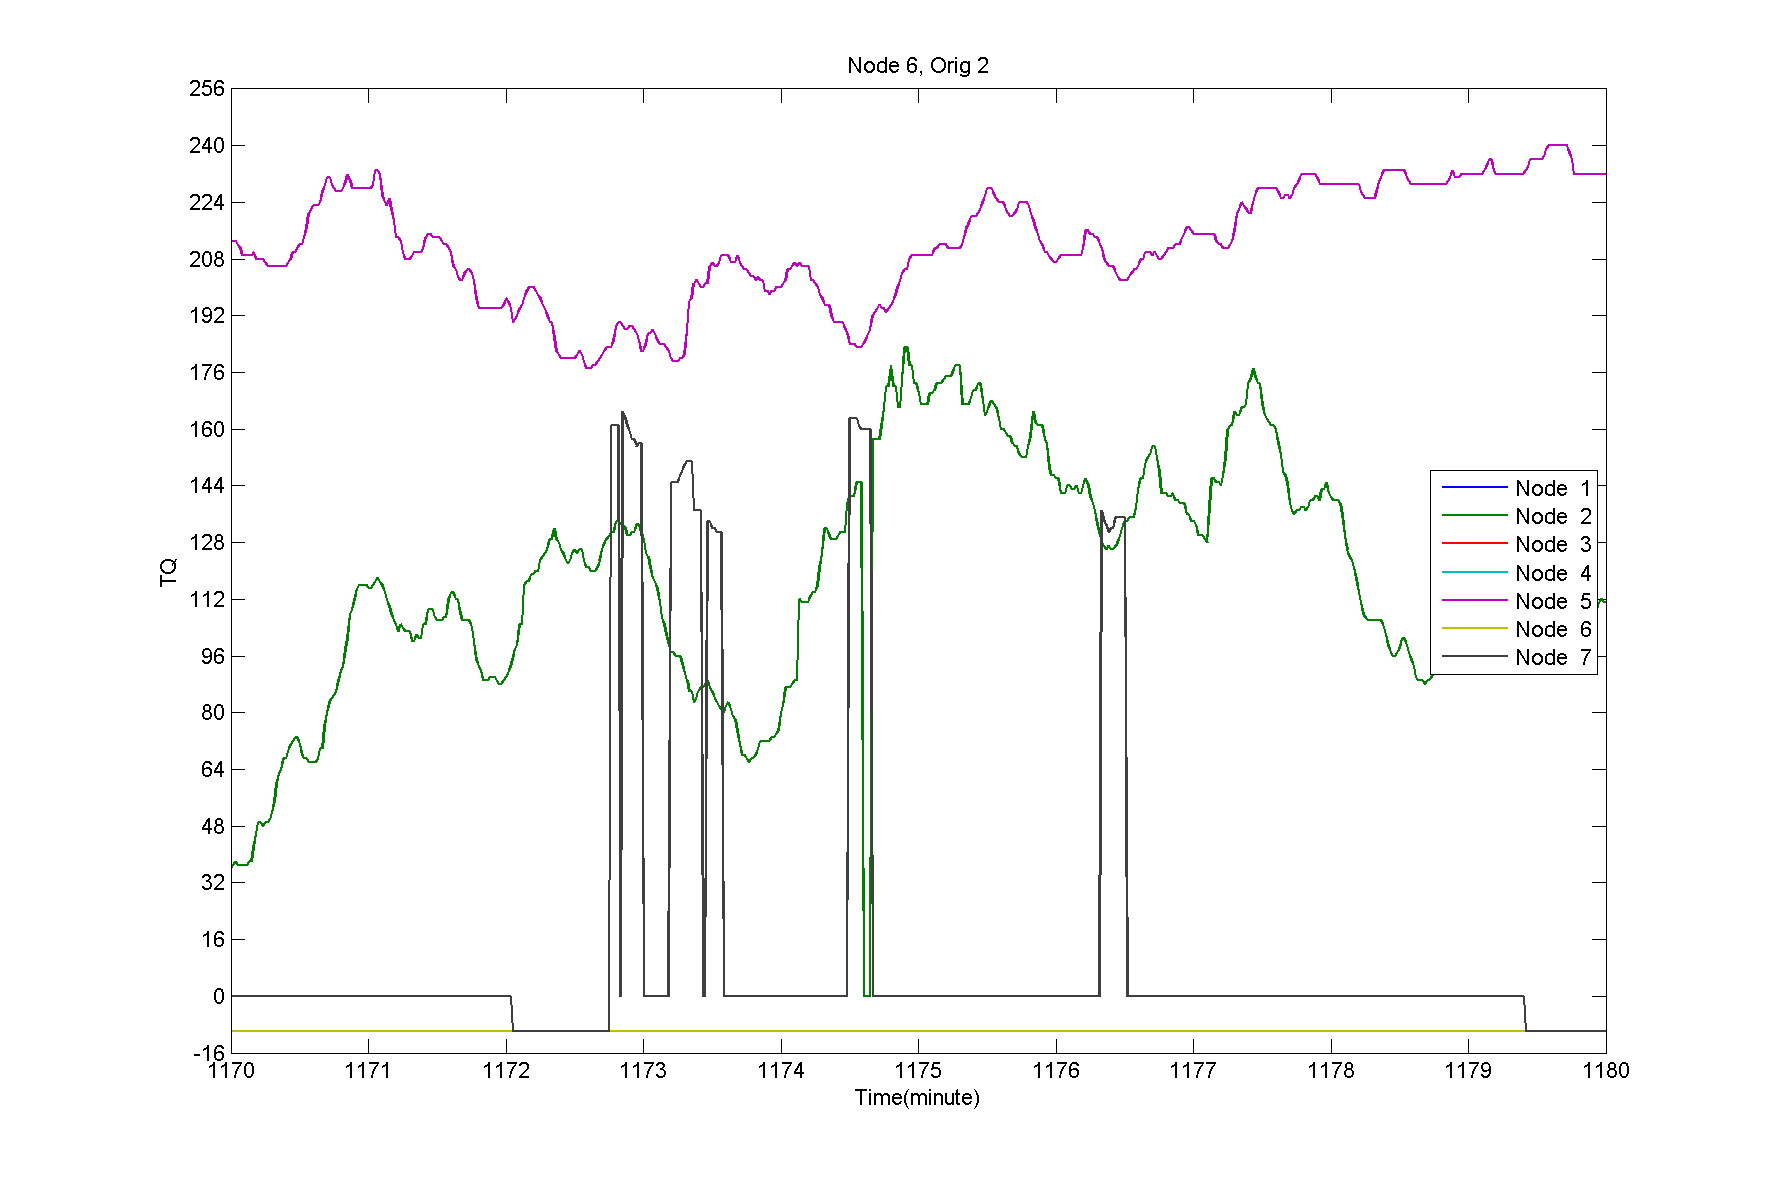 Node 6, Orig 2
256
240
224
208
192
176
160
144
128
112
96
80
64
48
32
16
0
-16
TQ
Node 1
Node 2
Node 3
Node 4
Node 5
Node 6
Node 7
1170 1171 1172 1173 1174 1175 1176 1177 1178 1179 1180
Time(minute)